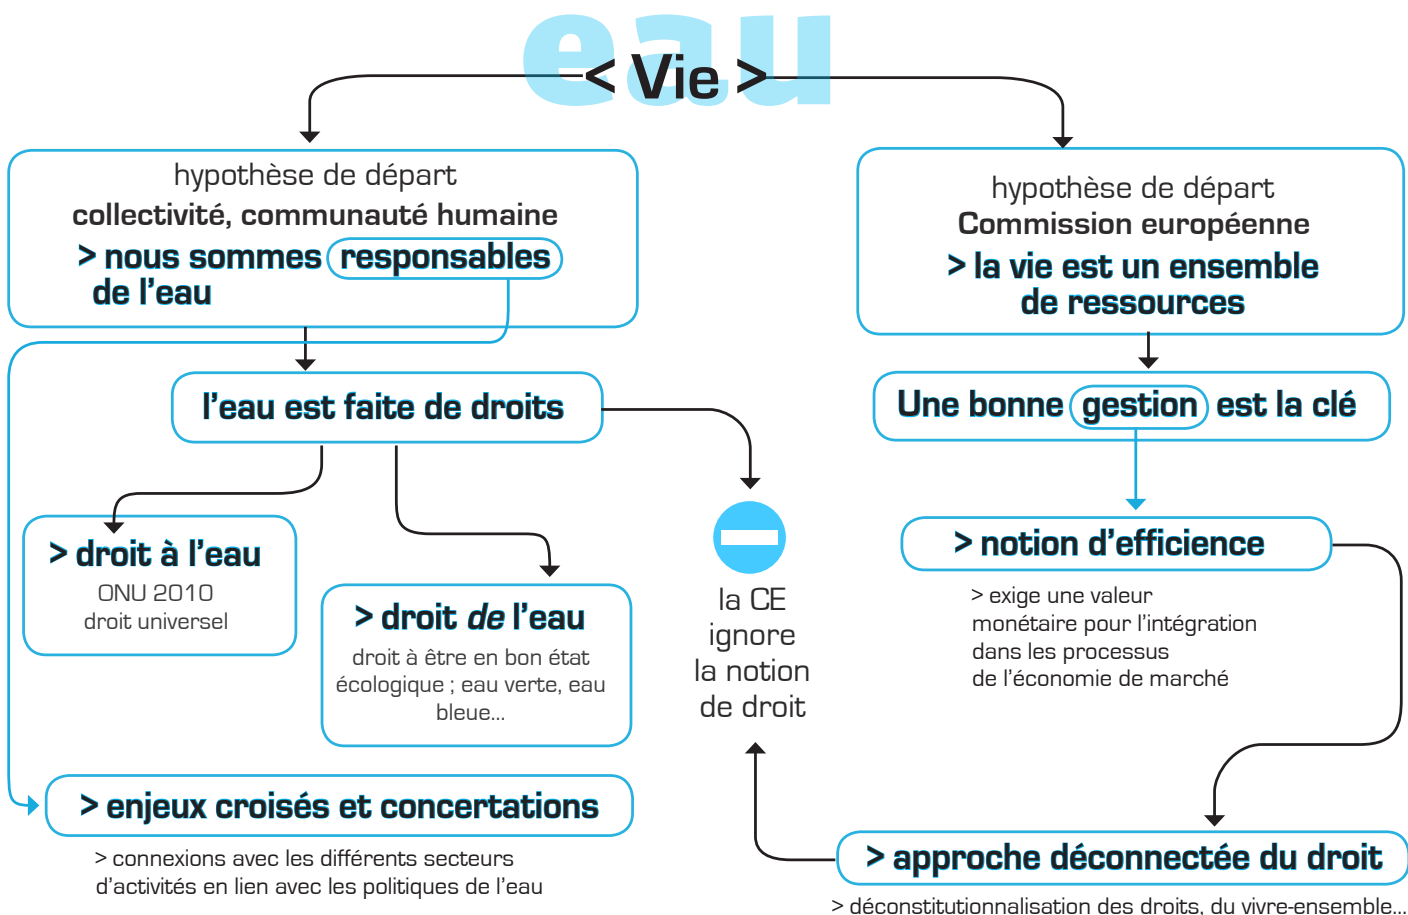 eau
< Vie >
hypothèse de départ
collectivité, communauté humaine
> nous sommes responsables
de l'eau
hypothèse de départ
Commission européenne
> la vie est un ensemble
de ressources
l'eau est faite de droits
Une bonne gestion est la clé
> droit à l'eau
ONU 2010
droit universel
> droit de l'eau
droit à être en bon état
écologique ; eau verte, eau
bleue...
la CE
ignore
la notion
de droit
> notion d'efficience
> exige une valeur
monétaire pour l'intégration
dans les processus
de l'économie de marché
> enjeux croisés et concertations
> connexions avec les différents secteurs
d'activités en lien avec les politiques de l'eau
> approche déconnectée du droit
> déconstitutionnalisation des droits, du vivre-ensemble...